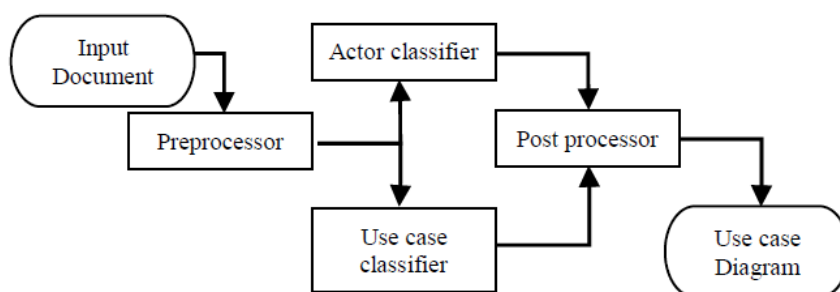 Input
Document
Actor classifier
Preprocessor
Post processor
Use case
classifier
Use case
Diagram